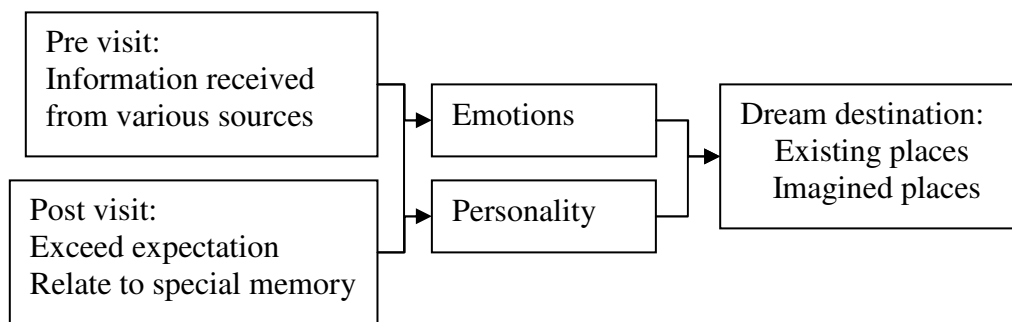 Pre visit:
Information received
from various sources
Post visit:
Exceed expectation
Relate to special memory
Emotions
Personality
Dream destination:
Existing places
Imagined places